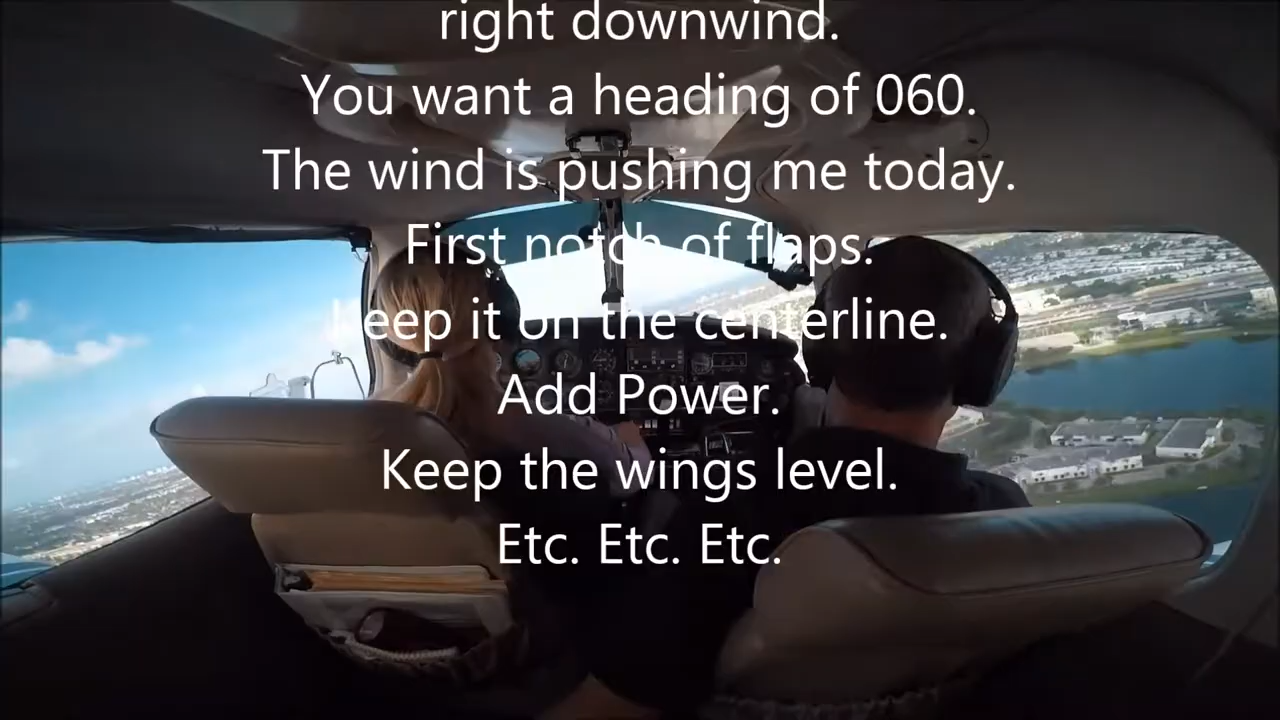 right downwind.
You want a heading of 060.
The wind is pushing me today.
First notch of flaps.
Keep it on the centerline.
Add Power.
Keep the wings level.
Etc. Etc. Etc.